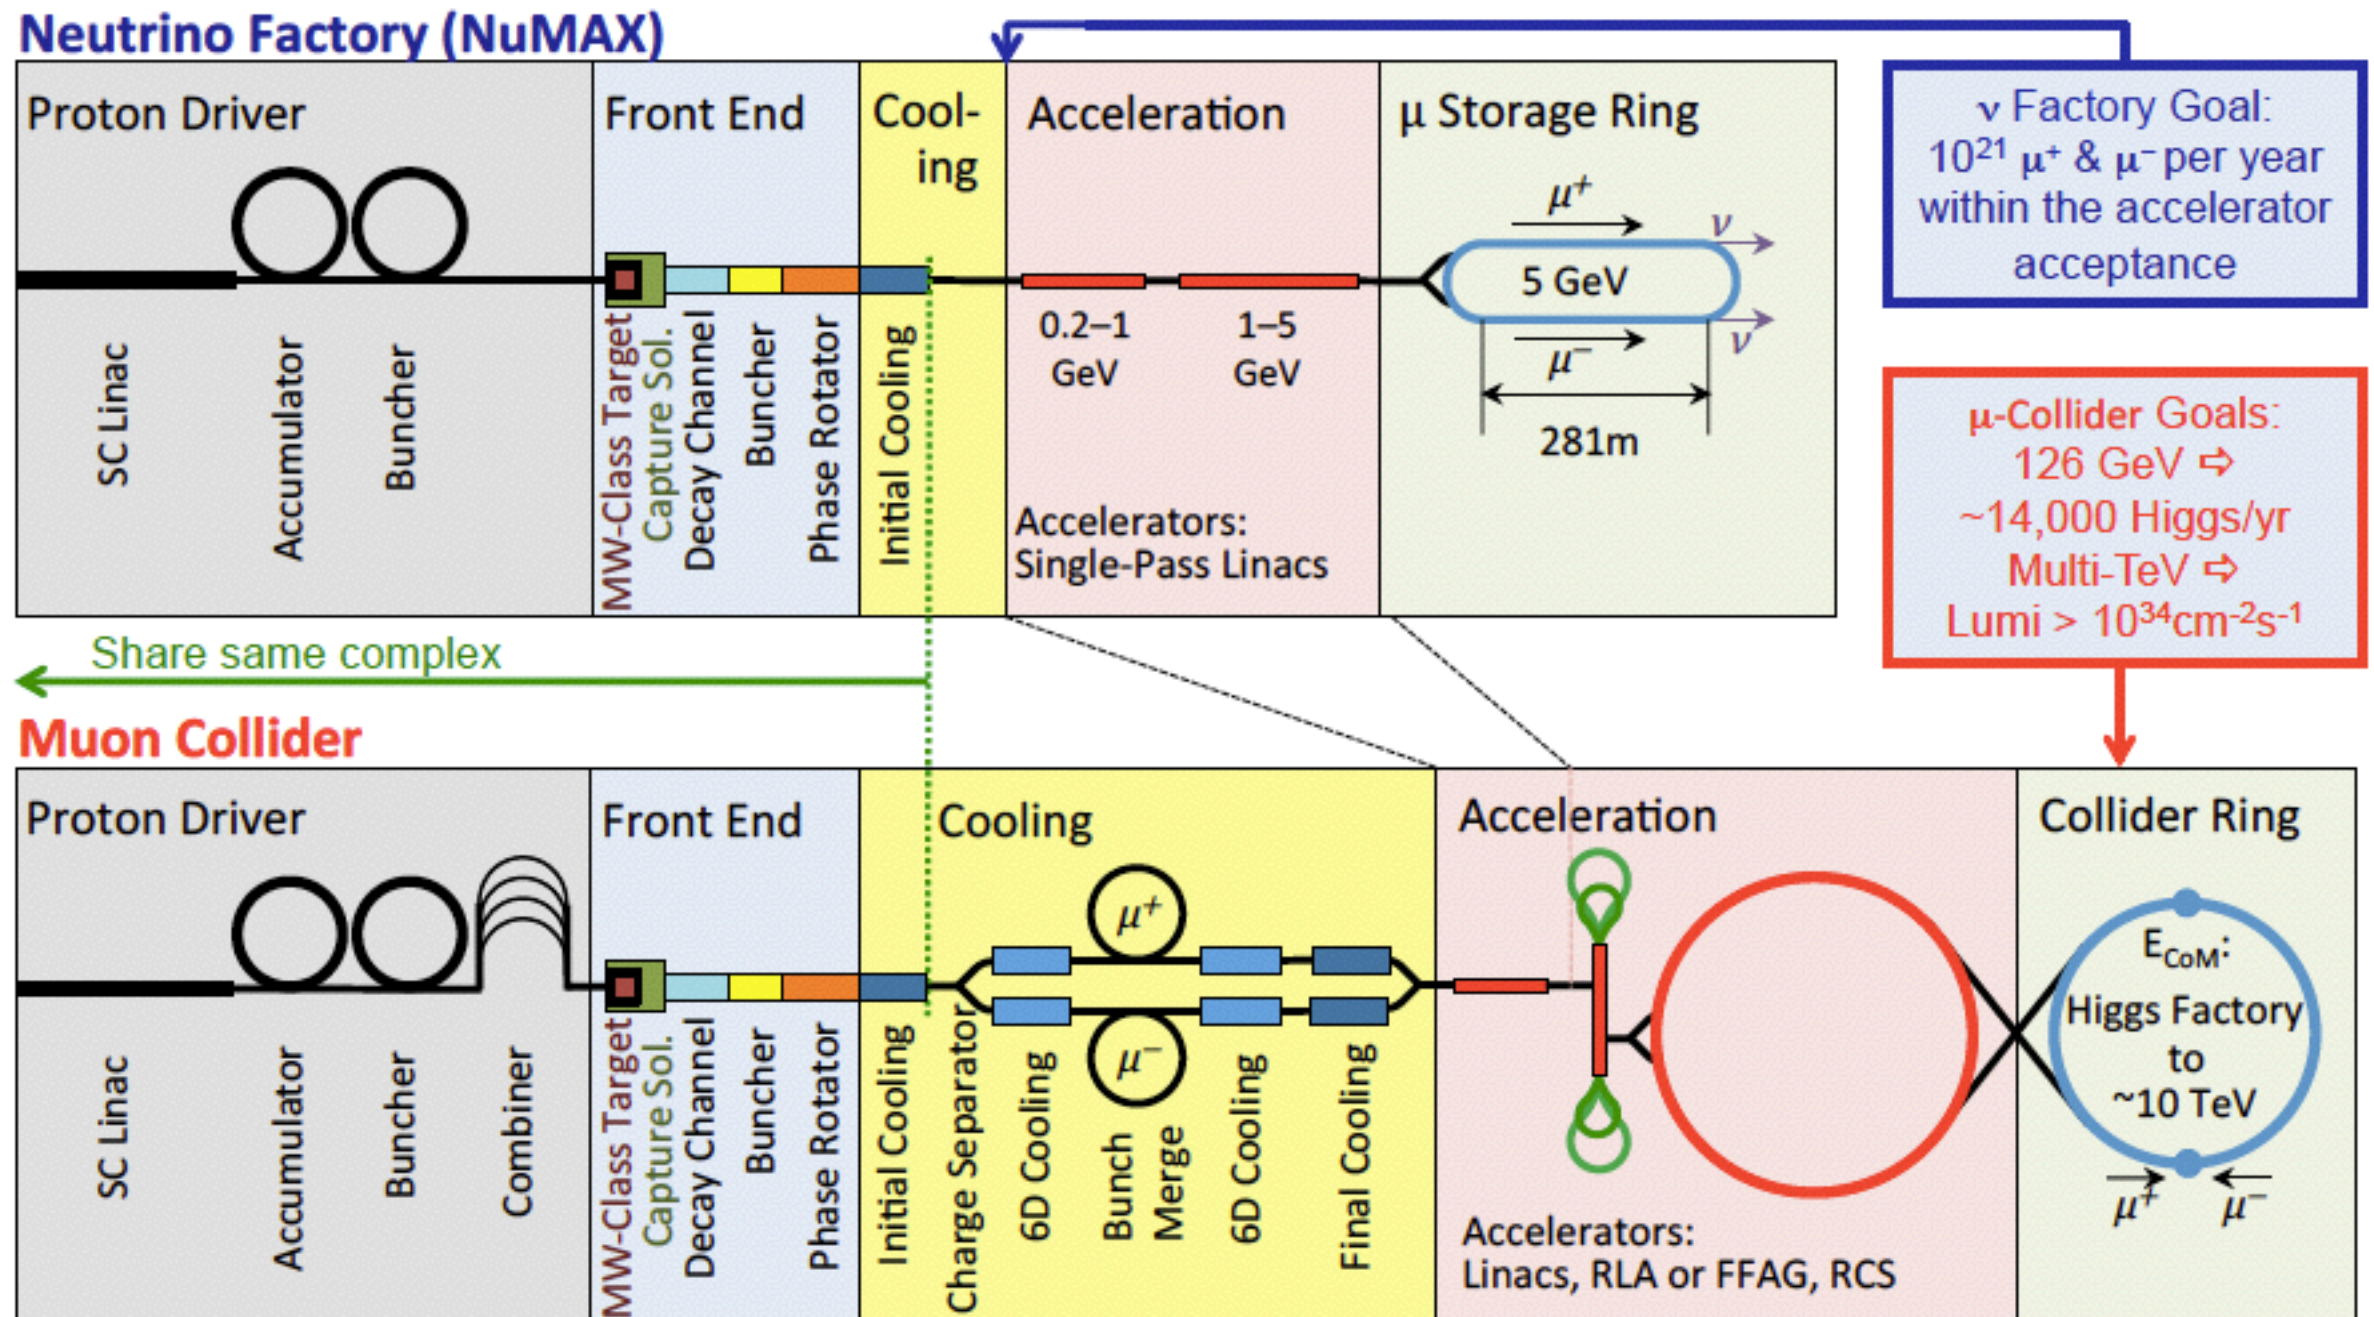 Neutrino Factory (NuMAX)
Proton Driver
Front End
Cool-
ing
Acceleration
μ Storage Ring
μ⁺
ν
5 GeV
μ⁻
ν
281m
0.2–1
GeV
1–5
GeV
Accelerators:
Single-Pass Linacs
SC Linac
Accumulator
Buncher
MW-Class Target
Capture Sol.
Decay Channel
Buncher
Phase Rotator
Initial Cooling
ν Factory Goal:
10²¹ μ⁺ & μ⁻ per year
within the accelerator
acceptance
μ-Collider Goals:
126 GeV ⇨
~14,000 Higgs/yr
Multi-TeV ⇨
Lumi > 10³⁴cm⁻²s⁻¹
Share same complex
Muon Collider
Proton Driver
Front End
Cooling
Acceleration
Collider Ring
μ⁺
μ⁻
E_CoM:
Higgs Factory
to
~10 TeV
μ⁺
μ⁻
SC Linac
Accumulator
Buncher
Combiner
MW-Class Target
Capture Sol.
Decay Channel
Buncher
Phase Rotator
Initial Cooling
Charge Separator
6D Cooling
Bunch
Merge
6D Cooling
Final Cooling
Accelerators:
Linacs, RLA or FFAG, RCS